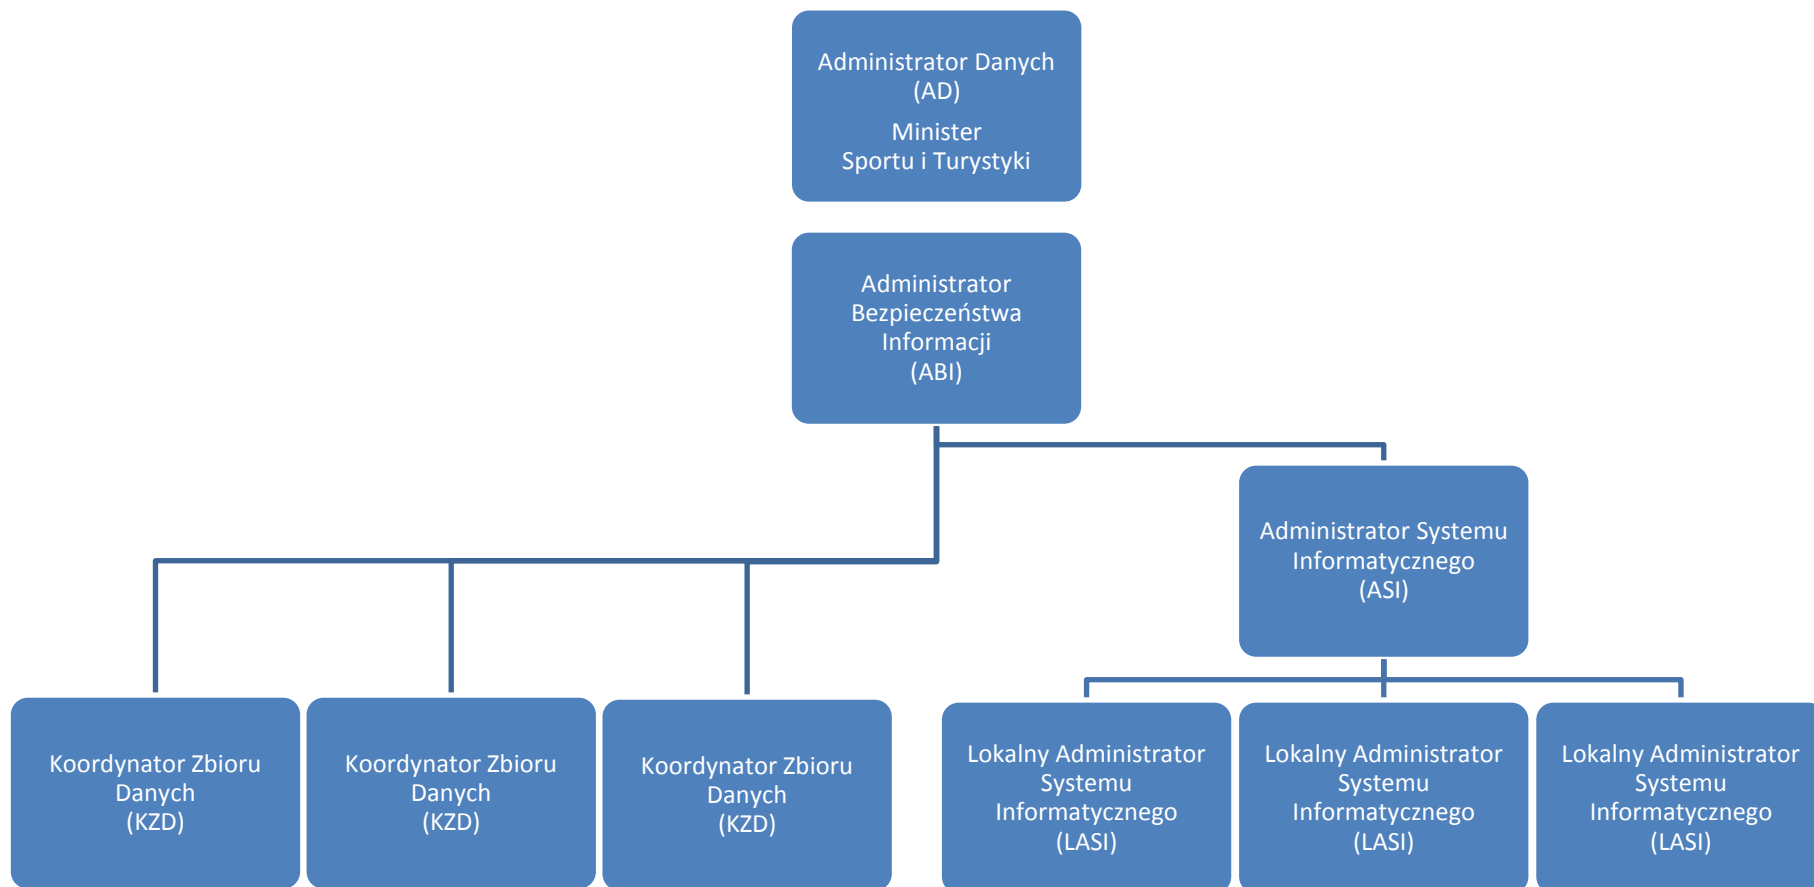 Administrator Danych
(AD)
Minister
Sportu i Turystyki
Administrator
Bezpieczeństwa
Informacji
(ABI)
Administrator Systemu
Informatycznego
(ASI)
Koordynator Zbioru
Danych
(KZD)
Koordynator Zbioru
Danych
(KZD)
Koordynator Zbioru
Danych
(KZD)
Lokalny Administrator
Systemu
Informatycznego
(LASI)
Lokalny Administrator
Systemu
Informatycznego
(LASI)
Lokalny Administrator
Systemu
Informatycznego
(LASI)